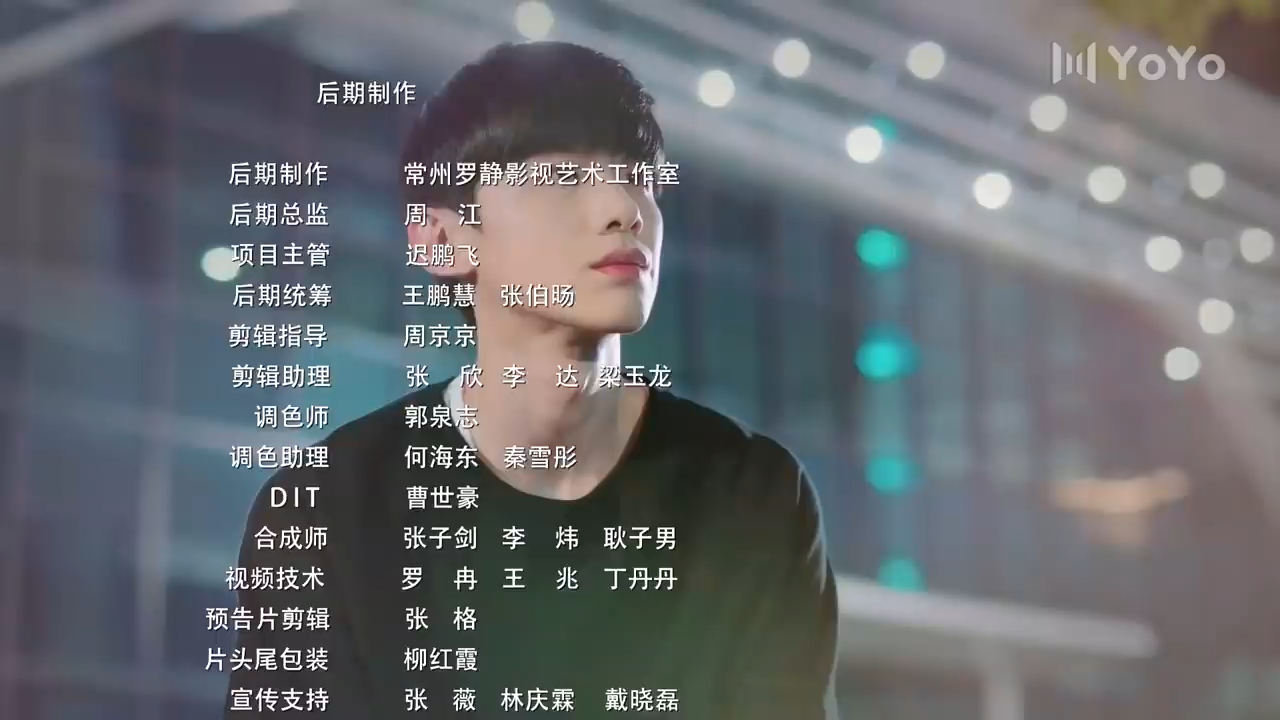 YoYo
后期制作
后期制作 常州罗静影视艺术工作室
后期总监 周 江
项目主管 迟鹏飞
后期统筹 王鹏慧 张伯旸
剪辑指导 周京京
剪辑助理 张 欣 李 达 梁玉龙
调色师 郭泉志
调色助理 何海东 秦雪彤
DIT 曹世豪
合成师 张子剑 李 炜 耿子男
视频技术 罗 冉 王 兆 丁丹丹
预告片剪辑 张 格
片头尾包装 柳红霞
宣传支持 张 薇 林庆霖 戴晓磊